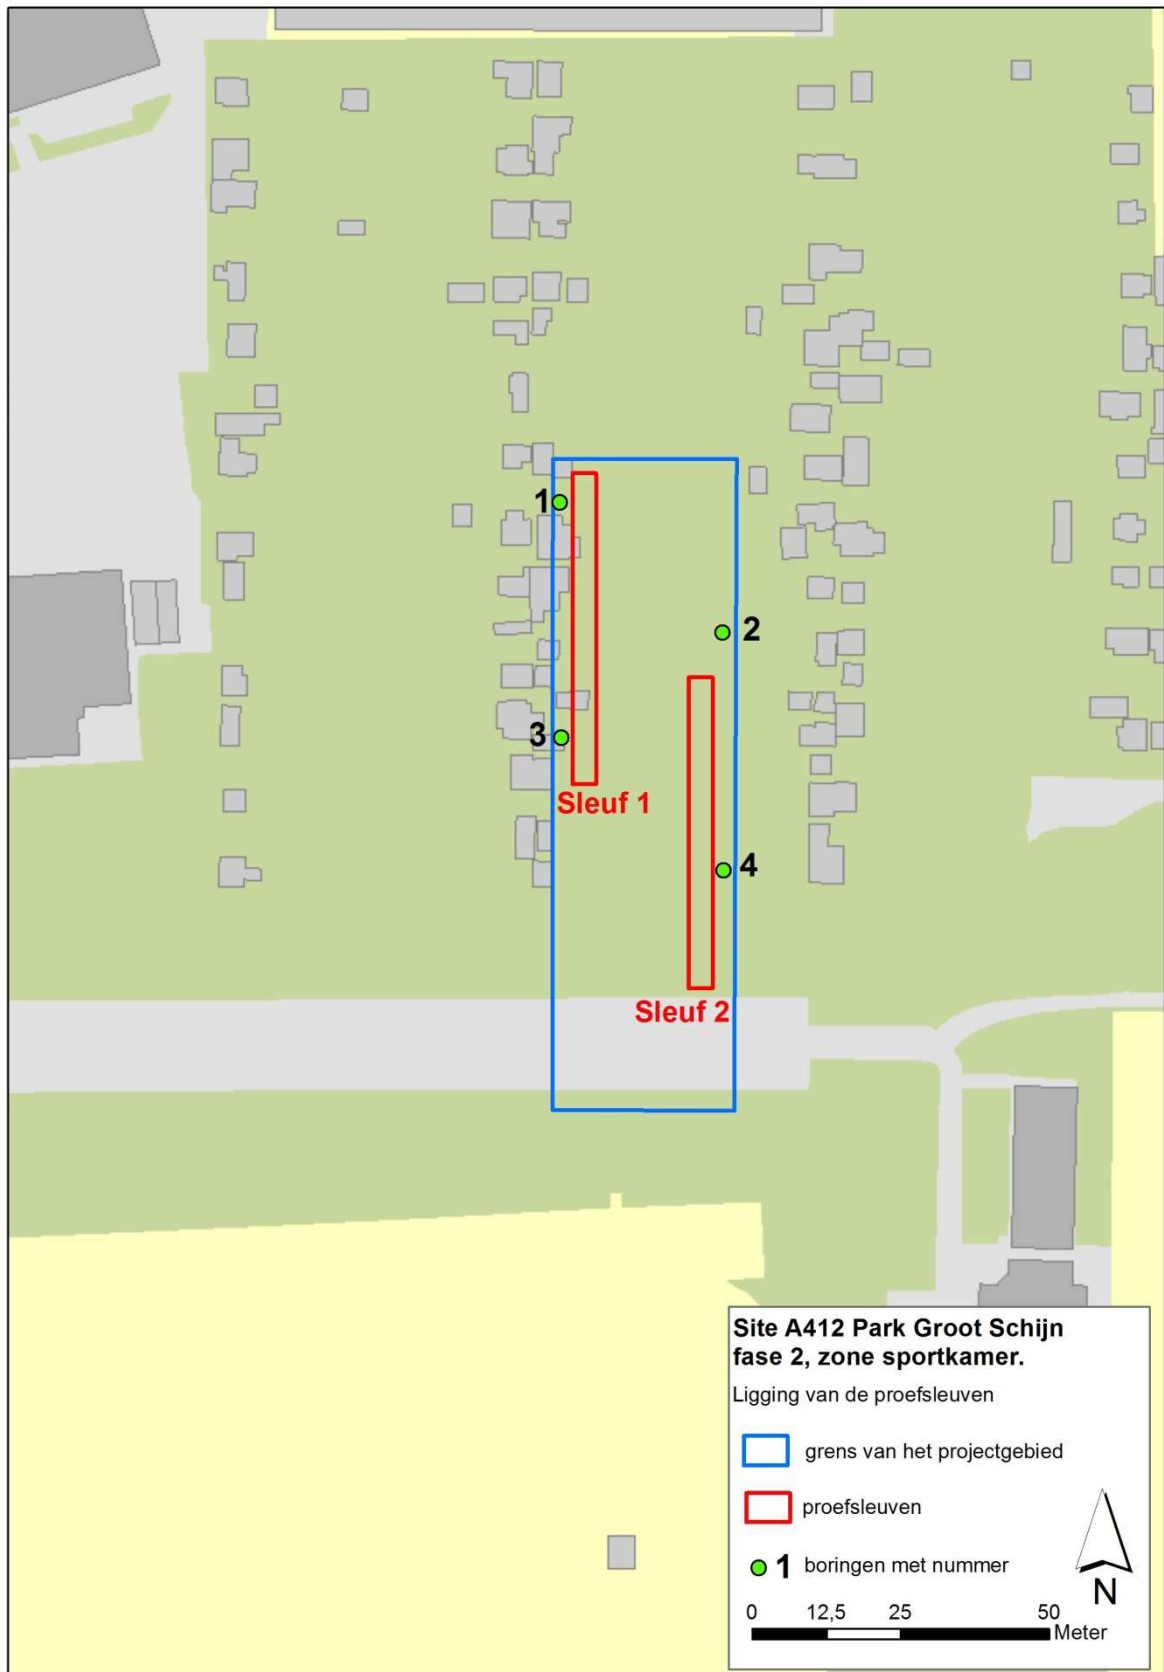 1
2
3
Sleuf 1
4
Sleuf 2
Site A412 Park Groot Schijn
fase 2, zone sportkamer.
Ligging van de proefsleuven
grens van het projectgebied
proefsleuven
1 boringen met nummer
N
0 12,5 25 50
Meter